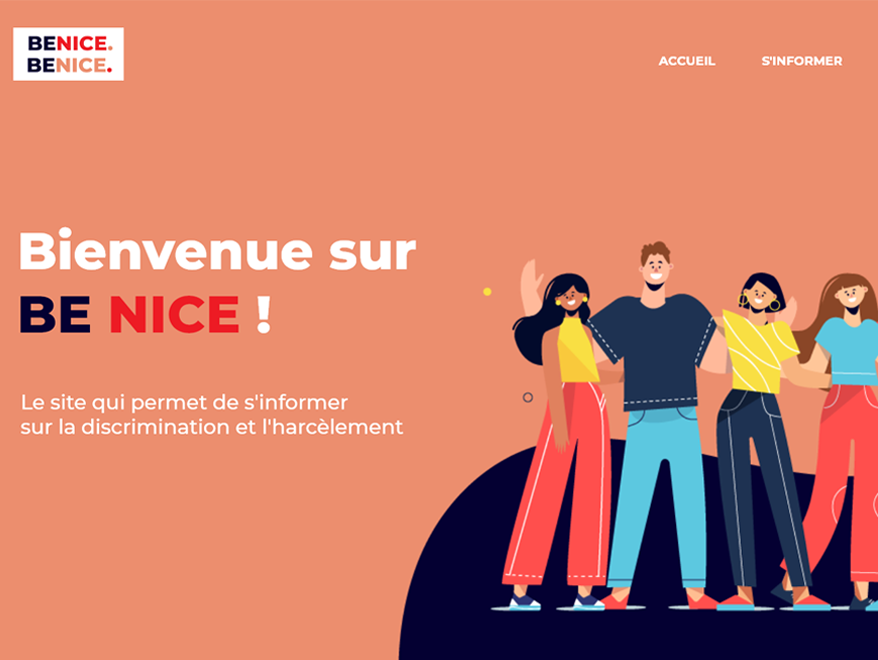 BENICE.
BENICE.
ACCUEIL S'INFORMER
Bienvenue sur
BE NICE !
Le site qui permet de s'informer
sur la discrimination et l'harcèlement